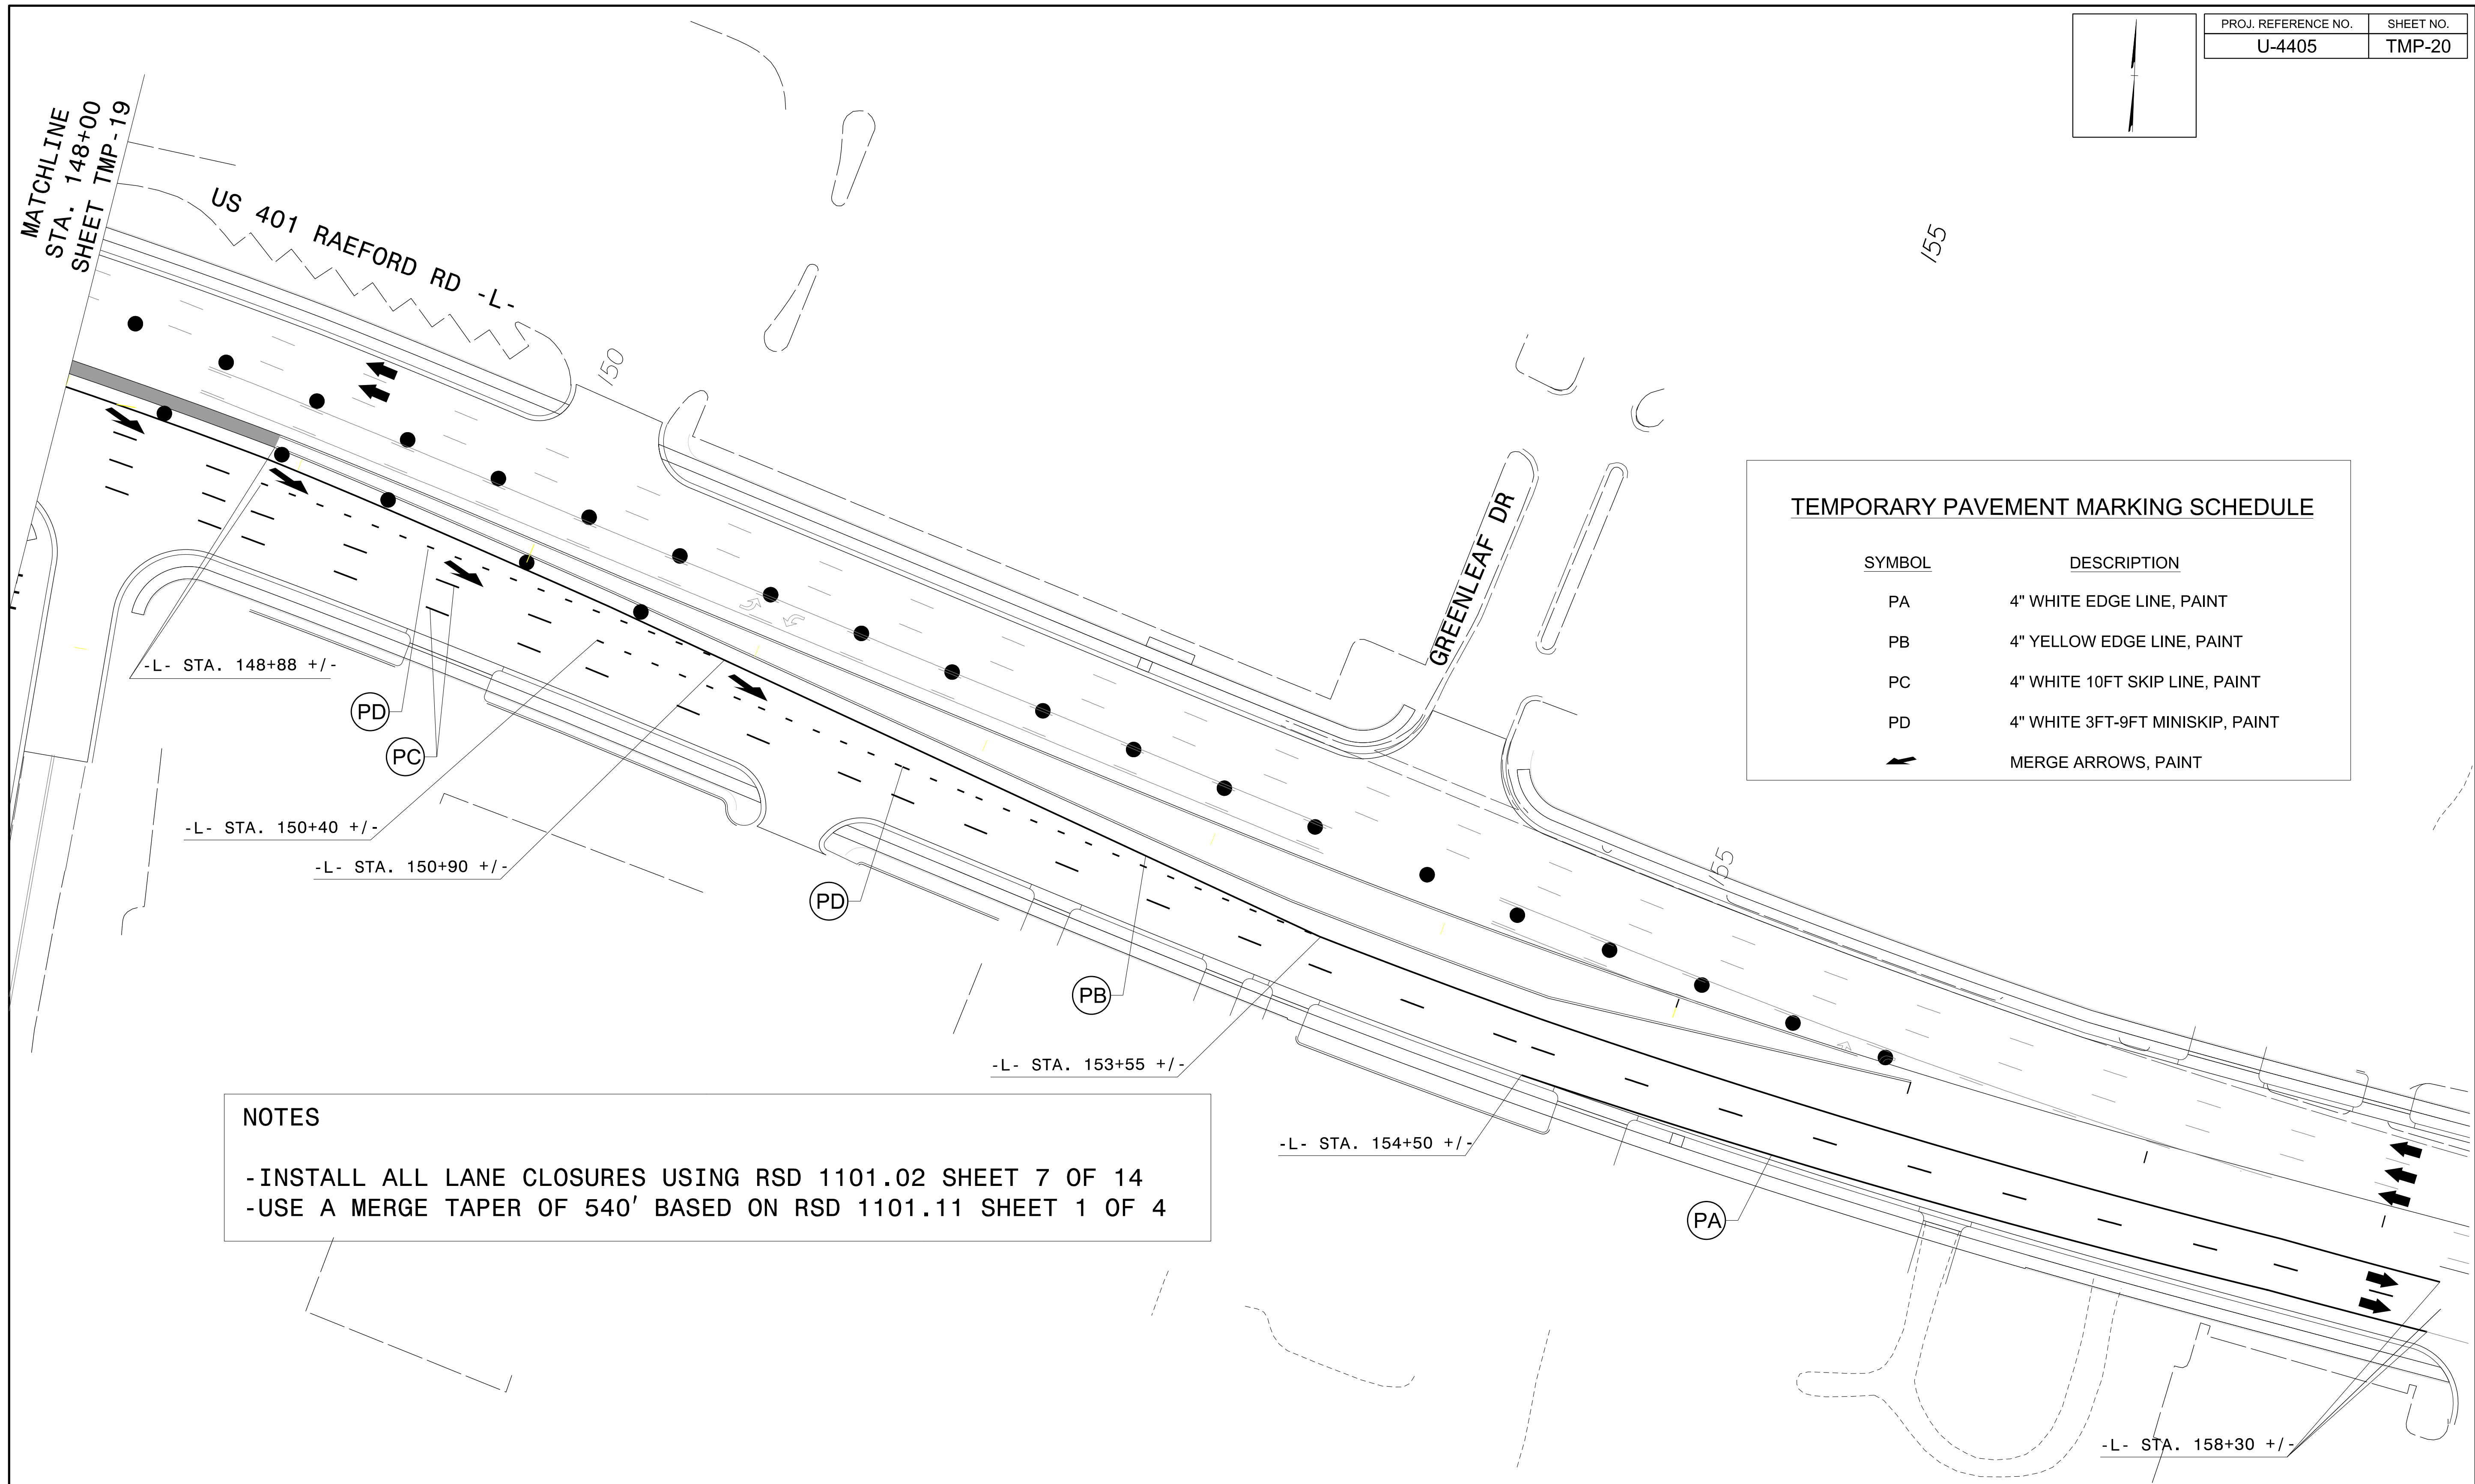 PROJ. REFERENCE NO.
SHEET NO.
U-4405
TMP-20
MATCHLINE
STA. 148+00
SHEET TMP-19
US 401 RAEFORD RD -L-
150
155
GREENLEAF DR
155
TEMPORARY PAVEMENT MARKING SCHEDULE
SYMBOL DESCRIPTION
PA 4" WHITE EDGE LINE, PAINT
PB 4" YELLOW EDGE LINE, PAINT
PC 4" WHITE 10FT SKIP LINE, PAINT
PD 4" WHITE 3FT-9FT MINISKIP, PAINT
MERGE ARROWS, PAINT
-L- STA. 148+88 +/-
PD
PC
-L- STA. 150+40 +/-
-L- STA. 150+90 +/-
PD
PB
-L- STA. 153+55 +/-
-L- STA. 154+50 +/-
PA
-L- STA. 158+30 +/-
NOTES
-INSTALL ALL LANE CLOSURES USING RSD 1101.02 SHEET 7 OF 14
-USE A MERGE TAPER OF 540' BASED ON RSD 1101.11 SHEET 1 OF 4